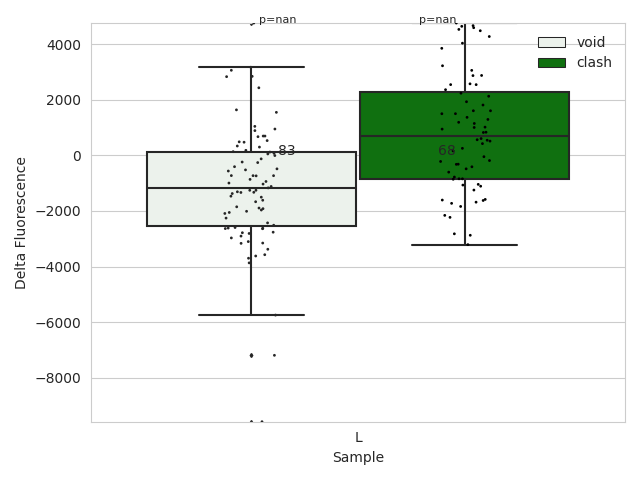 p=nan p=nan
void
clash
4000
2000
0
−2000
−4000
−6000
−8000
83
68
Delta Fluorescence
L
Sample